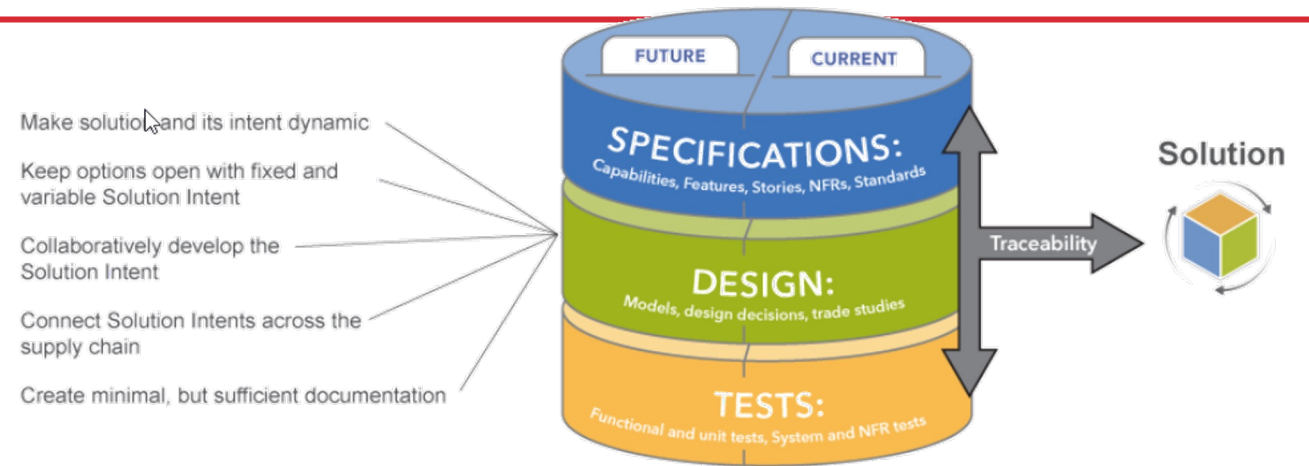 FUTURE
CURRENT
Make solution and its intent dynamic
Keep options open with fixed and
variable Solution Intent
Collaboratively develop the
Solution Intent
Connect Solution Intents across the
supply chain
Create minimal, but sufficient documentation
SPECIFICATIONS:
Capabilities, Features, Stories, NFRs, Standards
DESIGN:
Models, design decisions, trade studies
TESTS:
Functional and unit tests, System and NFR tests
Traceability
Solution